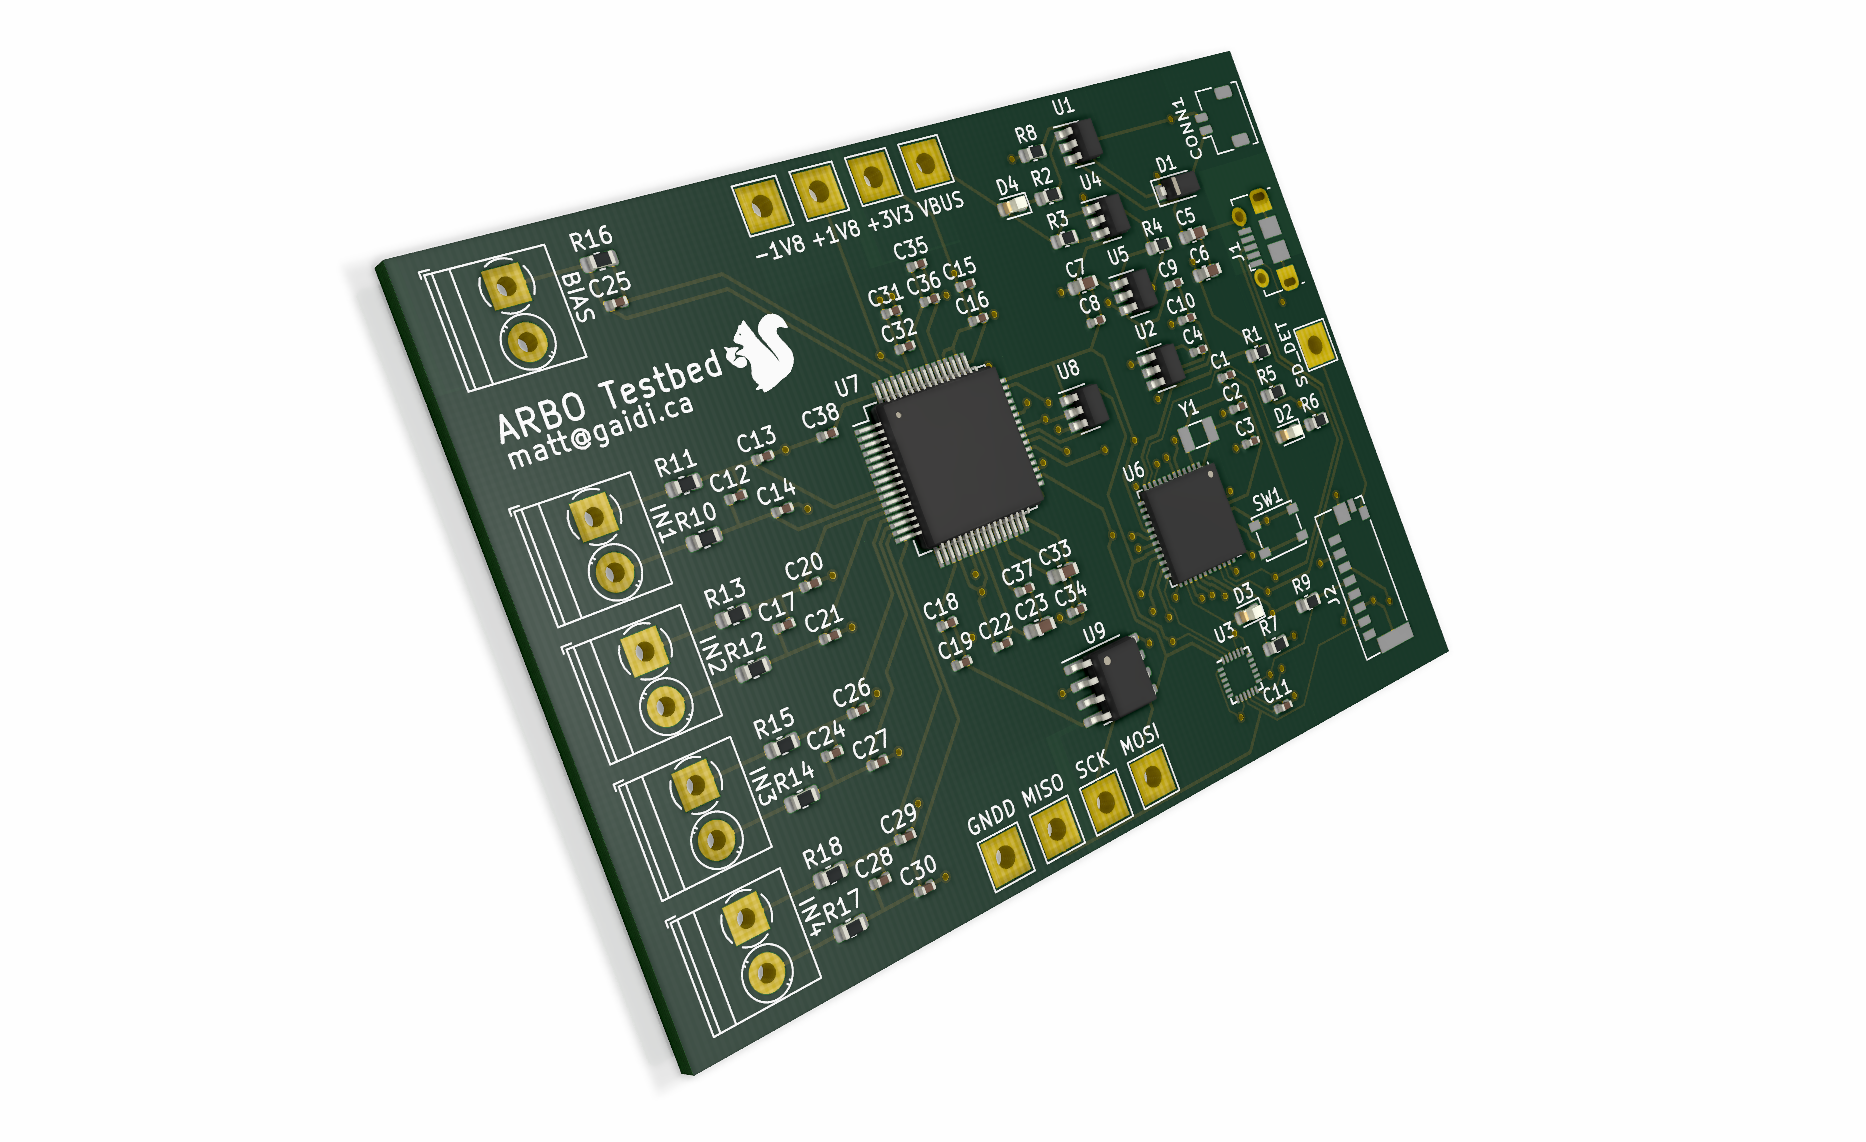 U1
CONN1
R8
D1
D4
R2
U4
-1V8 +1V8 +3V3 VBUS
R3
R4
C5
J1
R16
BIAS
C25
C35
C15
C36
C31
C16
C32
U5
C7
C9
C6
C8
C10
U2
C4
R1
SD_DET
C1
R5
C2
D2
R6
C3
Y1
U8
U7
ARBO Testbed
matt@gaidi.ca
C38
C13
R11
C12
C14
IN1
R10
U6
SW1
J2
R9
D3
U3
R7
C11
C33
C37
C34
C23
C22
C18
C19
U9
C20
R13
C17
C21
IN2
R12
C26
R15
C24
C27
IN3
R14
C29
R18
C28
C30
IN4
R17
GNDD MISO SCK MOSI